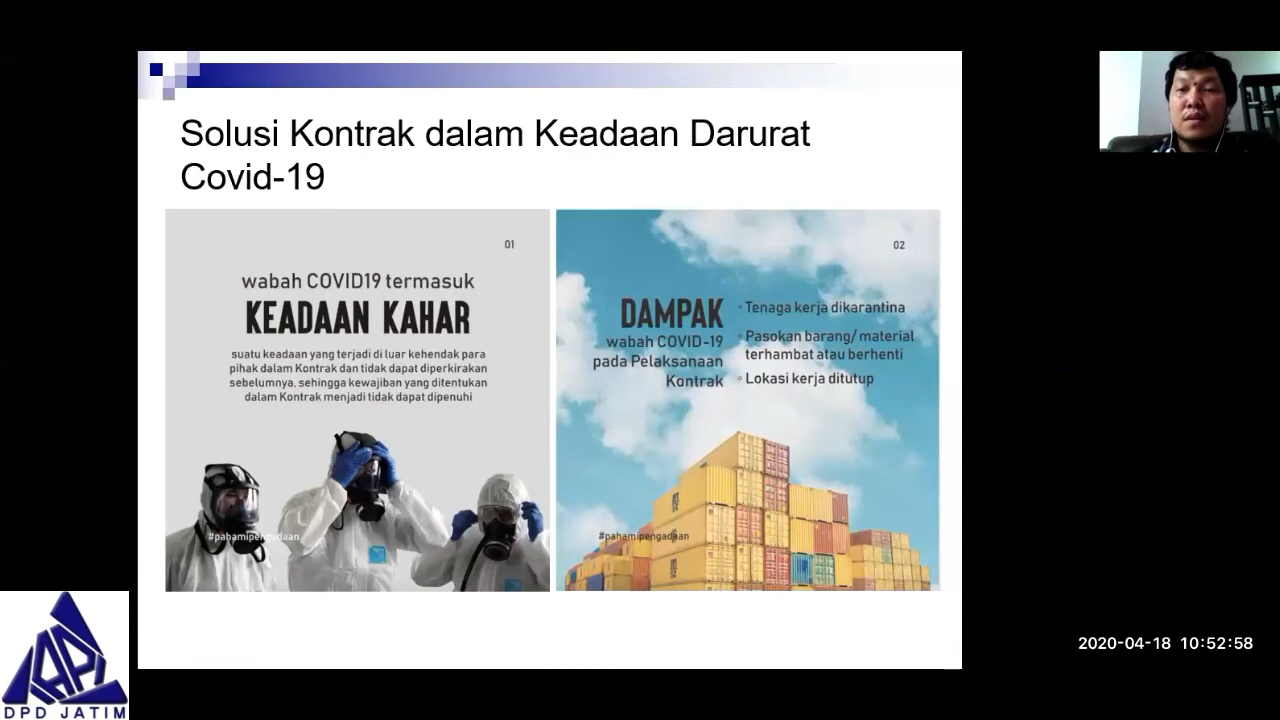 Solusi Kontrak dalam Keadaan Darurat
Covid-19
01
wabah COVID19 termasuk
KEADAAN KAHAR
suatu keadaan yang terjadi di luar kehendak para
pihak dalam Kontrak dan tidak dapat diperkirakan
sebelumnya, sehingga kewajiban yang ditentukan
dalam Kontrak menjadi tidak dapat dipenuhi
#pahamipengadaan
02
DAMPAK
wabah COVID-19
pada Pelaksanaan
Kontrak
◦ Tenaga kerja dikarantina
◦ Pasokan barang/ material
terhambat atau berhenti
◦ Lokasi kerja ditutup
#pahamipengadaan
IAPI
DPD JATIM
2020-04-18 10:52:58